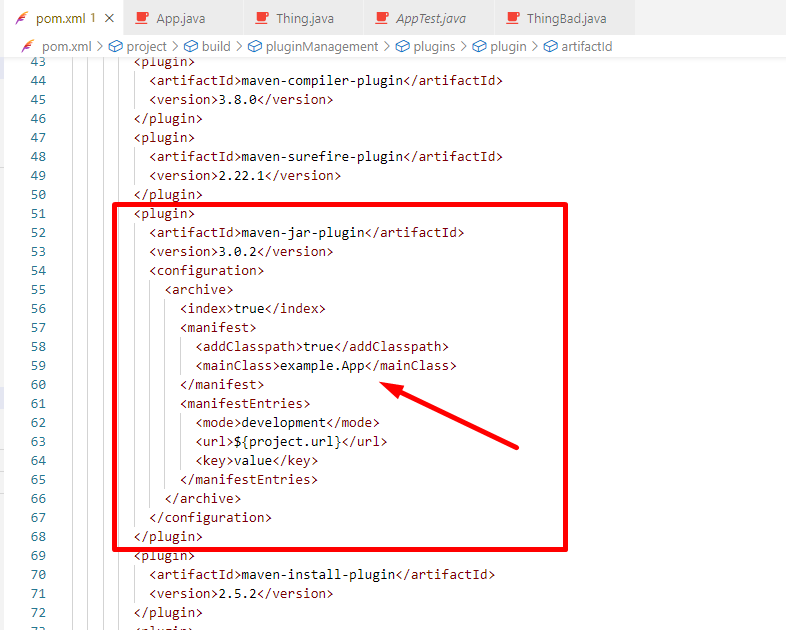 pom.xml 1 App.java Thing.java AppTest.java ThingBad.java
pom.xml > project > build > pluginManagement > plugins > plugin > artifactId
43 <plugin>
44 <artifactId>maven-compiler-plugin</artifactId>
45 <version>3.8.0</version>
46 </plugin>
47 <plugin>
48 <artifactId>maven-surefire-plugin</artifactId>
49 <version>2.22.1</version>
50 </plugin>
51 <plugin>
52 <artifactId>maven-jar-plugin</artifactId>
53 <version>3.0.2</version>
54 <configuration>
55 <archive>
56 <index>true</index>
57 <manifest>
58 <addClasspath>true</addClasspath>
59 <mainClass>example.App</mainClass>
60 </manifest>
61 <manifestEntries>
62 <mode>development</mode>
63 <url>${project.url}</url>
64 <key>value</key>
65 </manifestEntries>
66 </archive>
67 </configuration>
68 </plugin>
69 <plugin>
70 <artifactId>maven-install-plugin</artifactId>
71 <version>2.5.2</version>
72 </plugin>